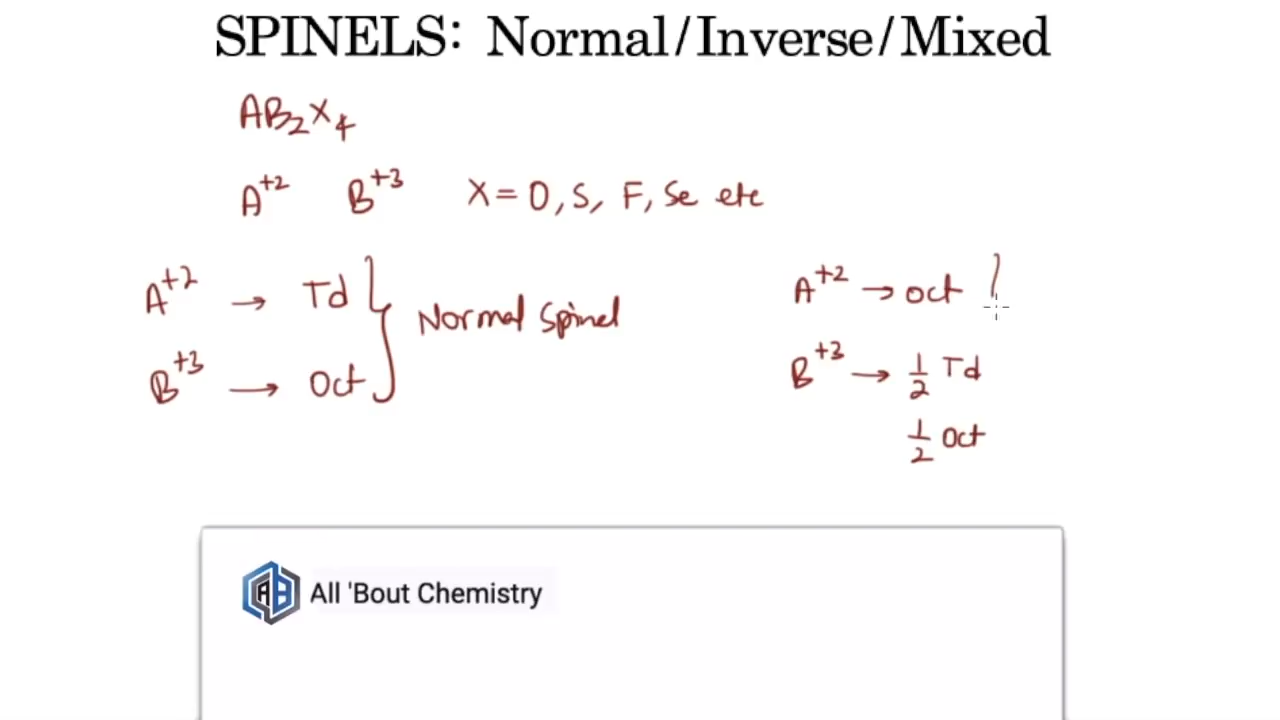 SPINELS: Normal/Inverse/Mixed
AB₂X₄
A⁺² B⁺³ X = O, S, F, Se etc
A⁺² → Td
B⁺³ → Oct
Normal Spinel
A⁺² → Oct
B⁺³ → 1/2 Td
1/2 Oct
AB All 'Bout Chemistry